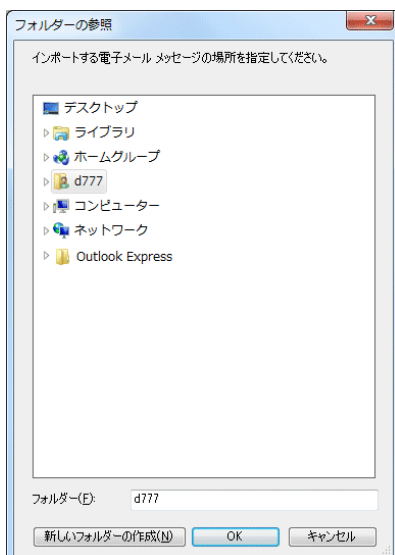 フォルダーの参照
インポートする電子メール メッセージの場所を指定してください。
デスクトップ
ライブラリ
ホームグループ
d777
コンピューター
ネットワーク
Outlook Express
フォルダー(F): d777
新しいフォルダーの作成(N) OK キャンセル